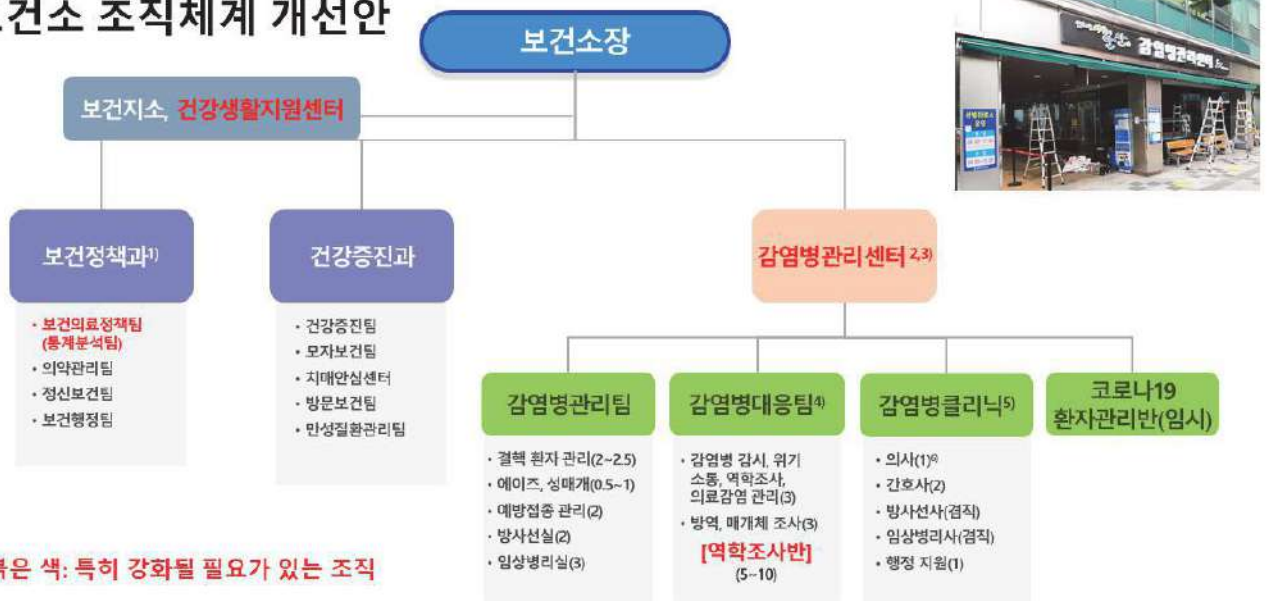 보건소 조직체계 개선안
보건소장
감염병관리센터
보건지소, 건강생활지원센터
보건정책과1)
건강증진과
감염병관리센터 2,3)
• 보건의료정책팀
(통계분석팀)
• 의약관리팀
• 정신보건팀
• 보건행정팀
• 건강증진팀
• 모자보건팀
• 치매안심센터
• 방문보건팀
• 만성질환관리팀
감염병관리팀
• 결핵 환자 관리(2~2.5)
• 에이즈, 성매개(0.5~1)
• 예방접종 관리(2)
• 방사선실(2)
• 임상병리실(3)
감염병대응팀4)
• 감염병 감시, 위기
소통, 역학조사,
의료감염 관리(3)
• 방역, 매개체 조사(3)
[역학조사반]
(5~10)
감염병클리닉5)
• 의사(1)6)
• 간호사(2)
• 방사선사(겸직)
• 임상병리사(겸직)
• 행정 지원(1)
코로나19
환자관리반(임시)
붉은 색: 특히 강화될 필요가 있는 조직